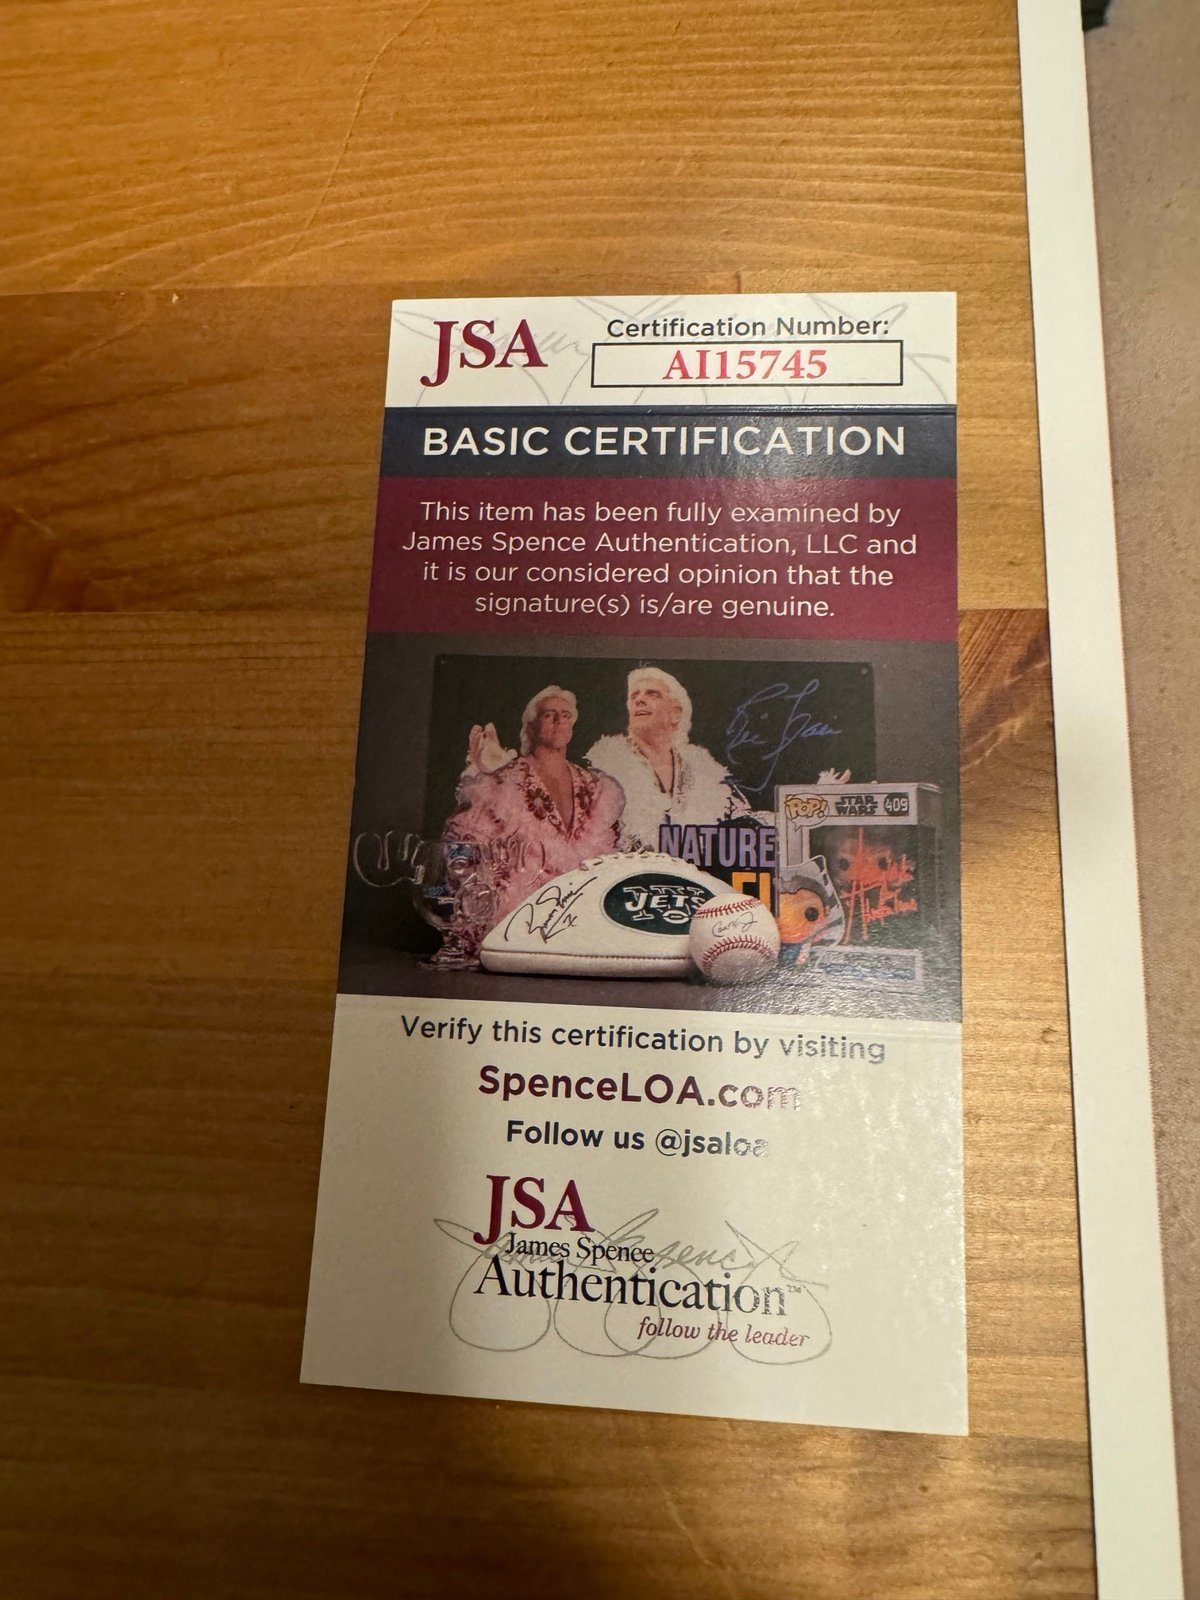 JSA
Certification Number:
AI15745
BASIC CERTIFICATION
This item has been fully examined by
James Spence Authentication, LLC and
it is our considered opinion that the
signature(s) is/are genuine.
NATURE
POP!
STAR
WARS
409
JETS
Verify this certification by visiting
SpenceLOA.com
Follow us @jsaloa
JSA
James Spence
Authentication™
follow the leader